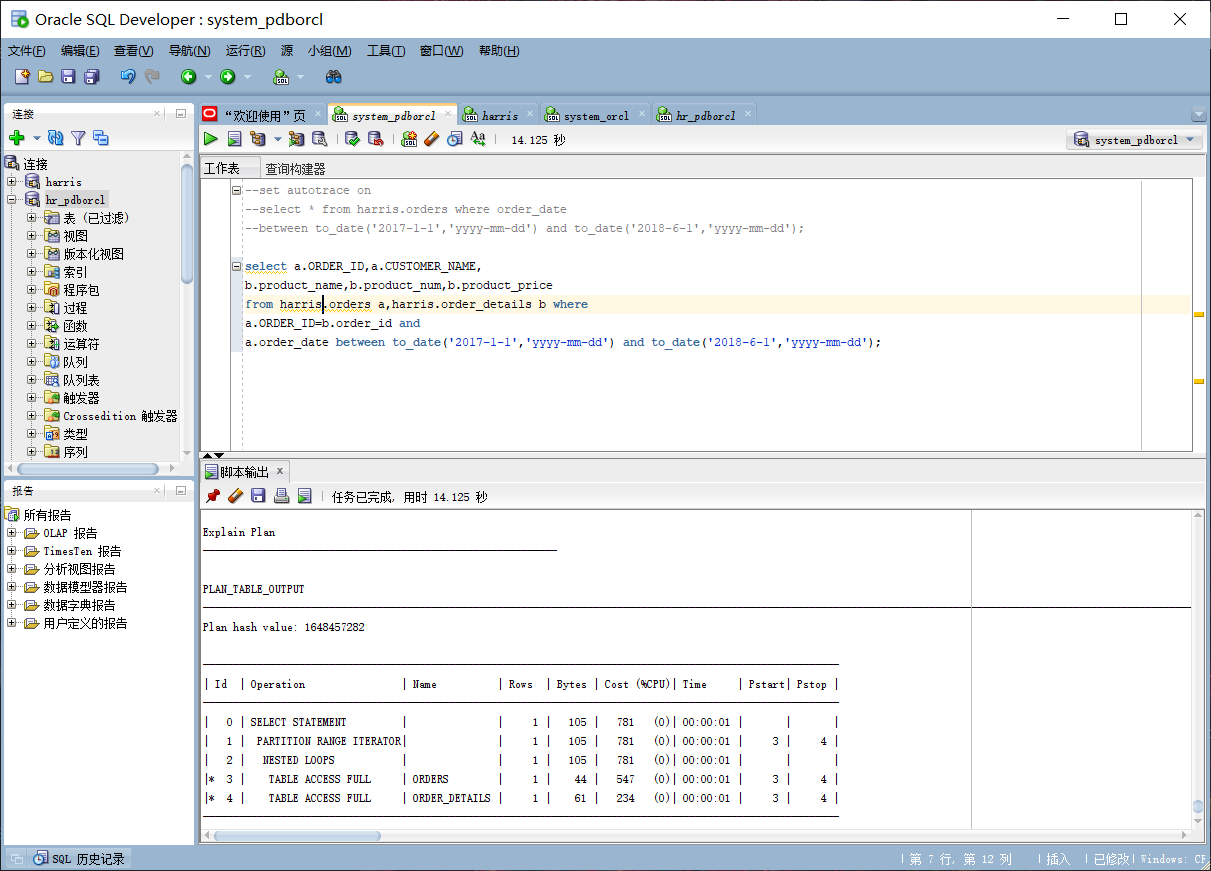 Oracle SQL Developer : system_pdborcl
文件(F) 编辑(E) 查看(V) 导航(N) 运行(R) 源 小组(M) 工具(T) 窗口(W) 帮助(H)
连接
连接
harris
hr_pdborcl
表 (已过滤)
视图
版本化视图
索引
程序包
过程
函数
运算符
队列
队列表
触发器
Crossedition 触发器
类型
序列
报告
所有报告
OLAP 报告
TimesTen 报告
分析视图报告
数据模型器报告
数据字典报告
用户定义的报告
“欢迎使用”页 system_pdborcl harris system_orcl hr_pdborcl
14.125 秒 system_pdborcl
工作表 查询构建器
--set autotrace on
--select * from harris.orders where order_date
--between to_date('2017-1-1','yyyy-mm-dd') and to_date('2018-6-1','yyyy-mm-dd');
select a.ORDER_ID,a.CUSTOMER_NAME,
b.product_name,b.product_num,b.product_price
from harris.orders a,harris.order_details b where
a.ORDER_ID=b.order_id and
a.order_date between to_date('2017-1-1','yyyy-mm-dd') and to_date('2018-6-1','yyyy-mm-dd');
脚本输出
任务已完成, 用时 14.125 秒
Explain Plan
PLAN_TABLE_OUTPUT
Plan hash value: 1648457282
| Id | Operation | Name | Rows | Bytes | Cost (%CPU)| Time | Pstart| Pstop |
| 0 | SELECT STATEMENT | | 1 | 105 | 781 (0)| 00:00:01 | | |
| 1 | PARTITION RANGE ITERATOR| | 1 | 105 | 781 (0)| 00:00:01 | 3 | 4 |
| 2 | NESTED LOOPS | | 1 | 105 | 781 (0)| 00:00:01 | | |
|* 3 | TABLE ACCESS FULL | ORDERS | 1 | 44 | 547 (0)| 00:00:01 | 3 | 4 |
|* 4 | TABLE ACCESS FULL | ORDER_DETAILS | 1 | 61 | 234 (0)| 00:00:01 | 3 | 4 |
SQL 历史记录
第 7 行, 第 12 列 | 插入 | 已修改| Windows: CF